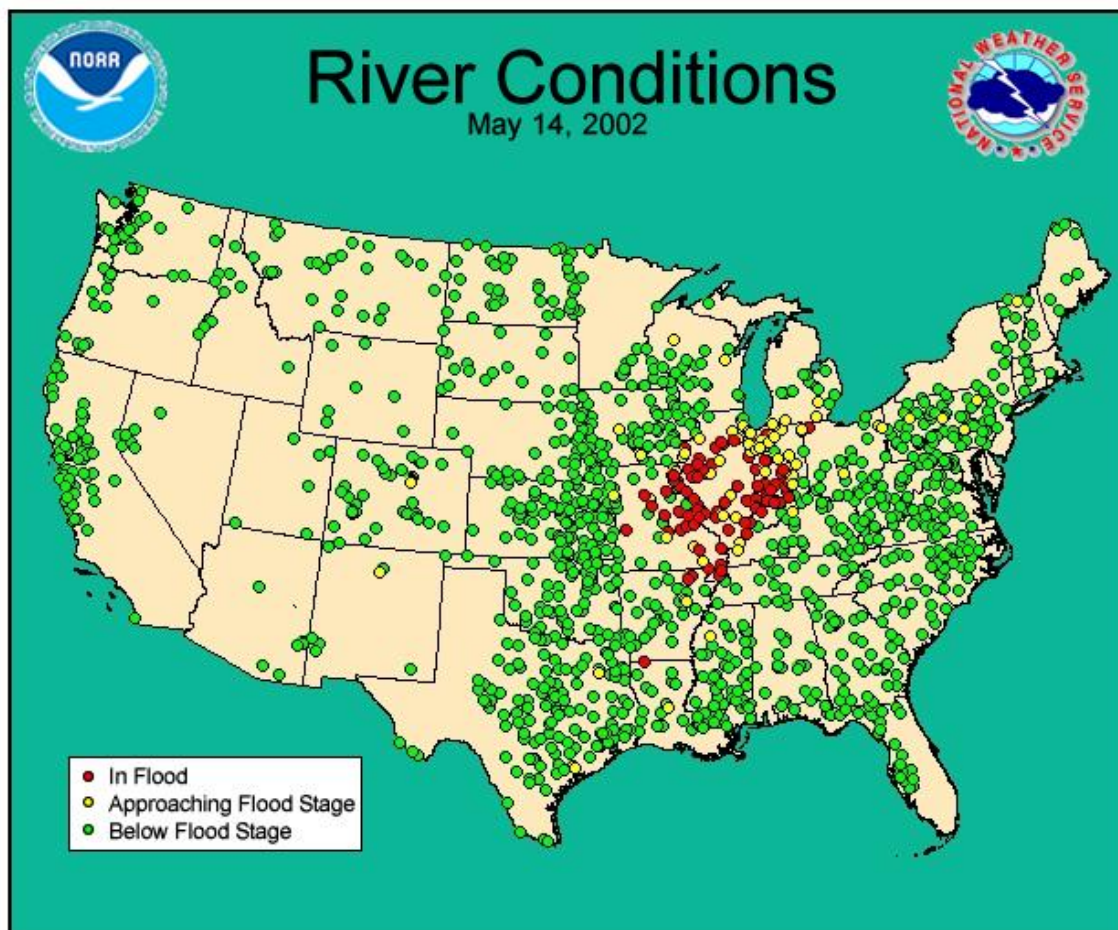 NOAA
River Conditions
May 14, 2002
NATIONAL WEATHER SERVICE
In Flood
Approaching Flood Stage
Below Flood Stage